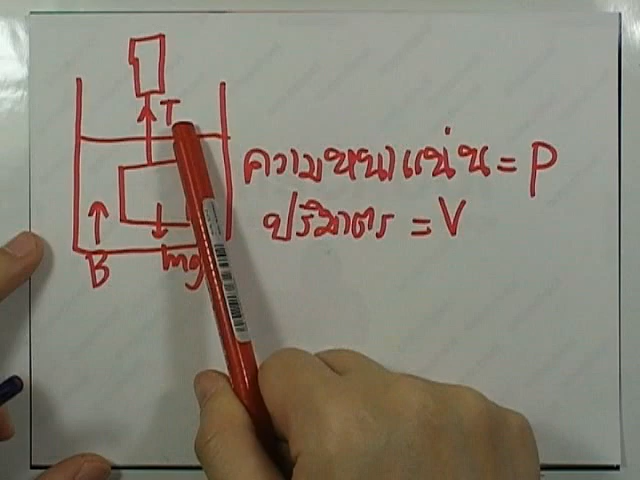 T
ความหนาแน่น = ρ
ปริมาตร = V
B
mg